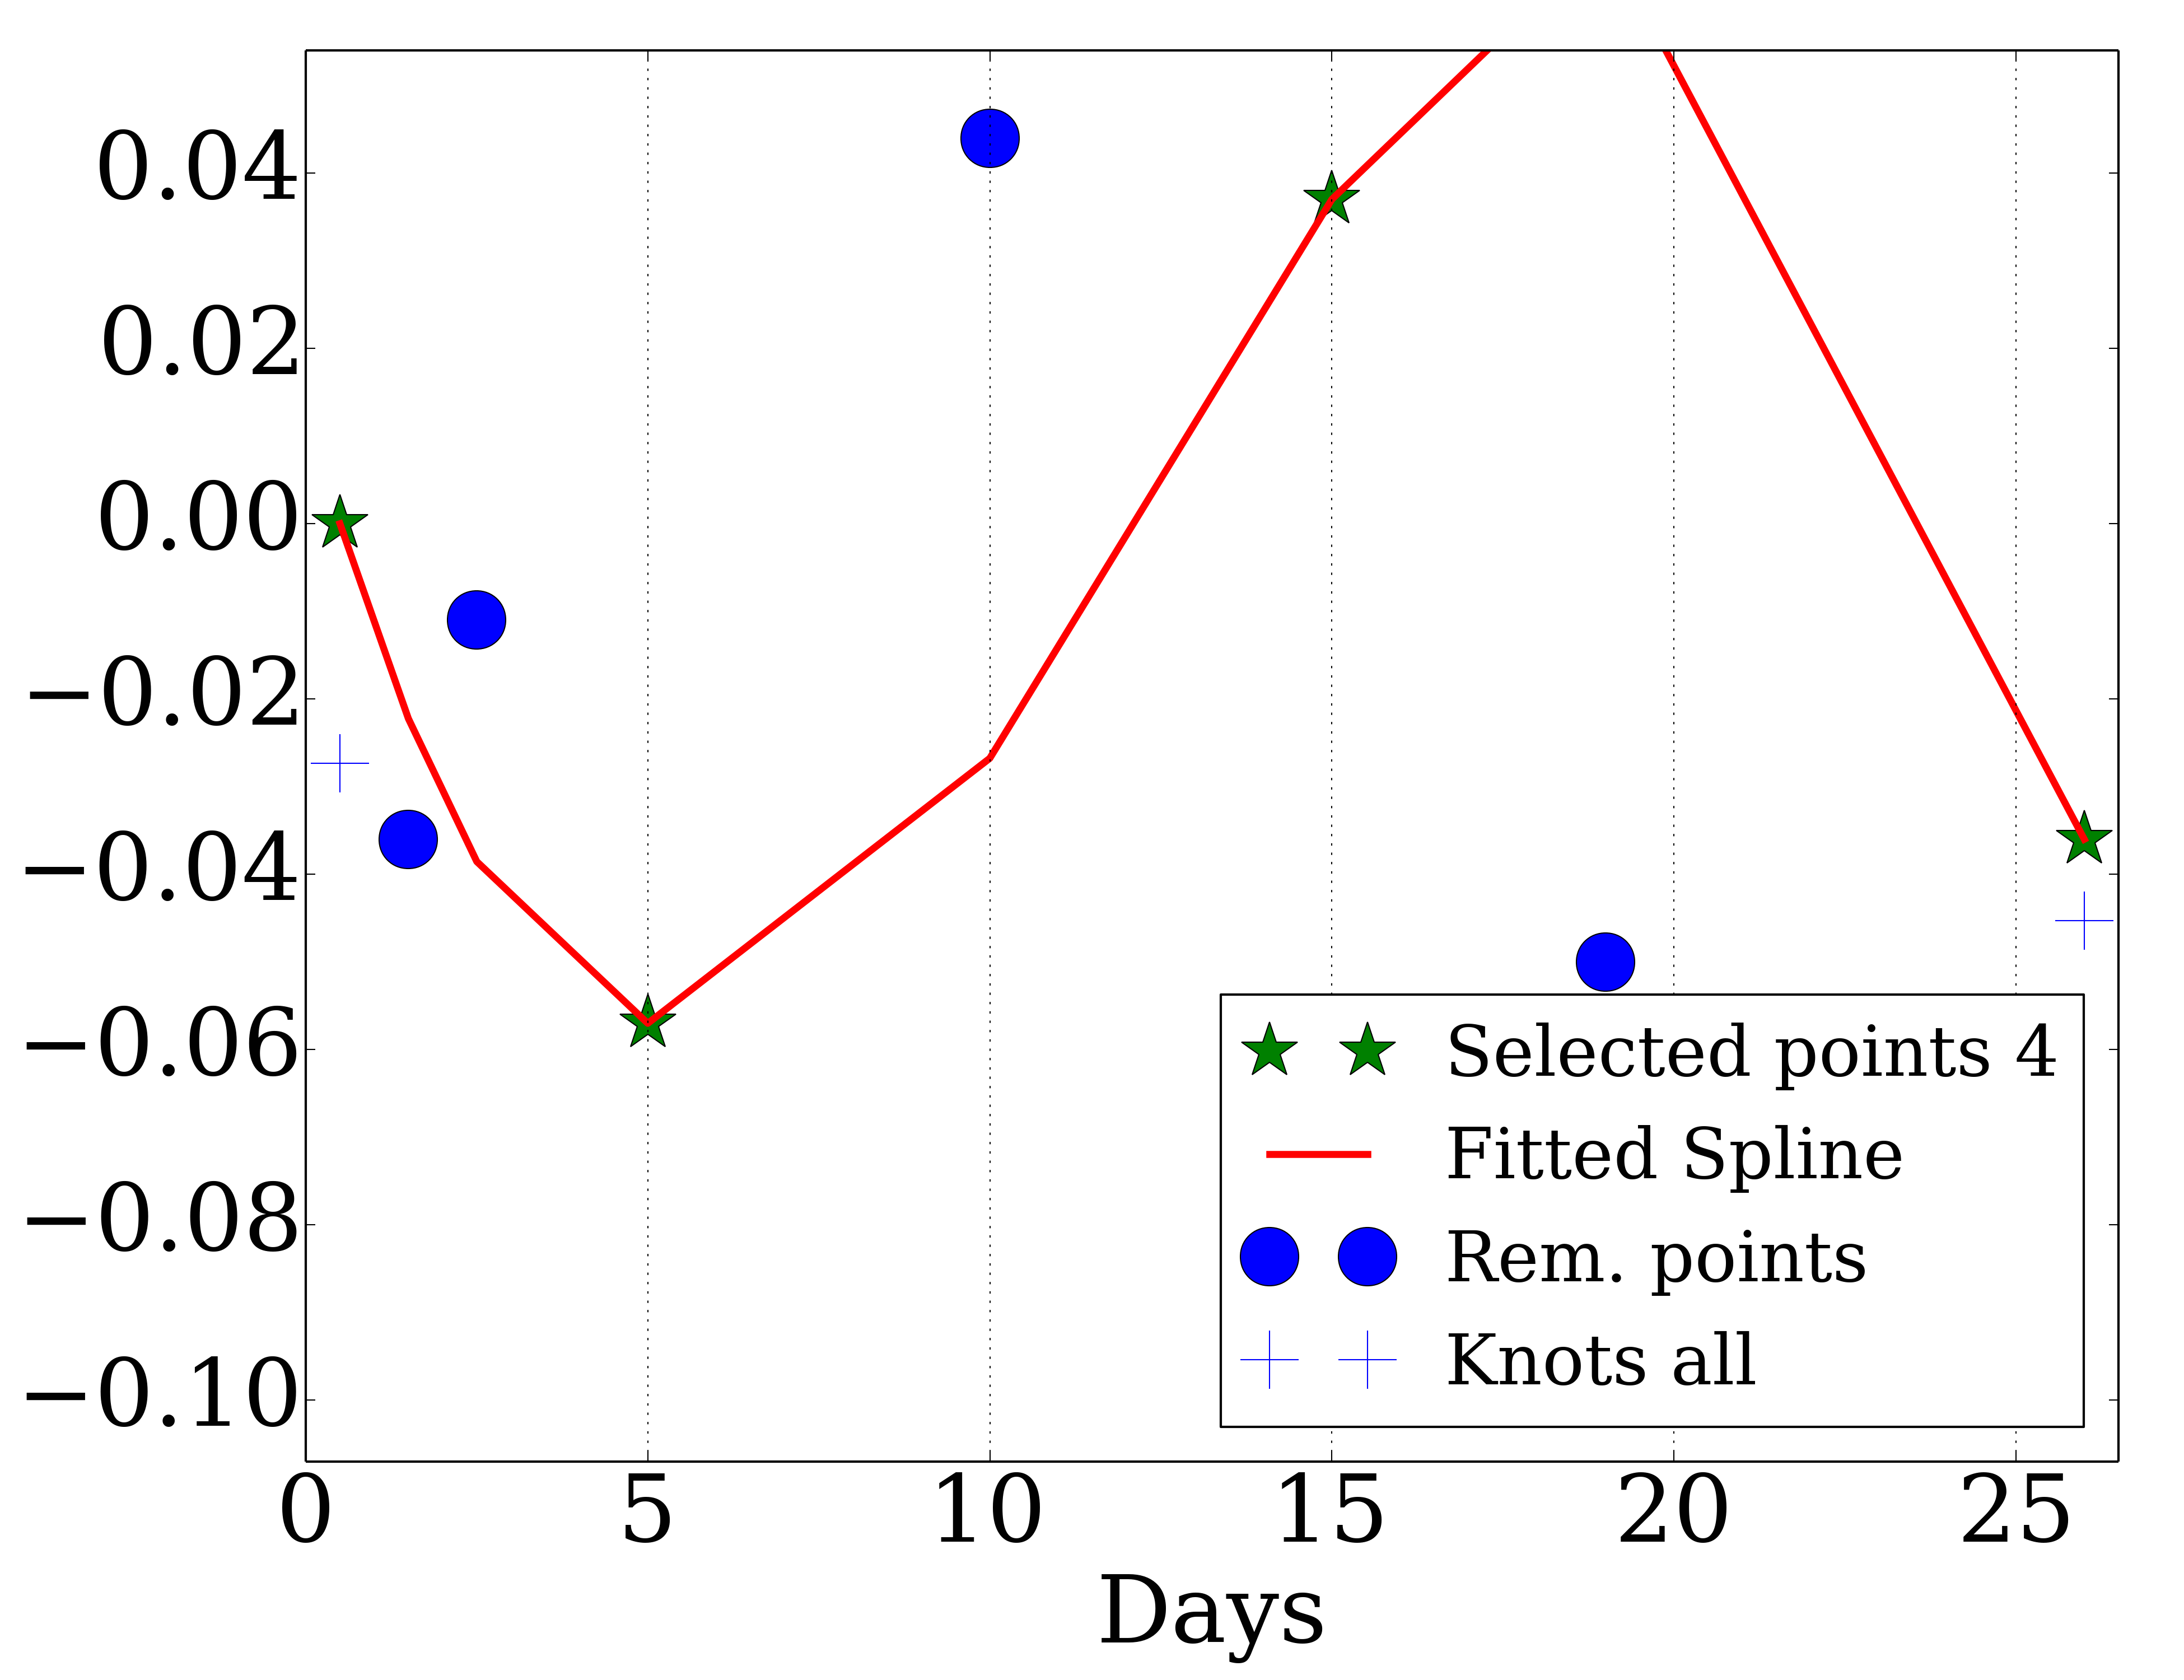 0.04
0.02
0.00
−0.02
−0.04
−0.06
−0.08
−0.10
Selected points 4
Fitted Spline
Rem. points
Knots all
0 5 10 15 20 25
Days